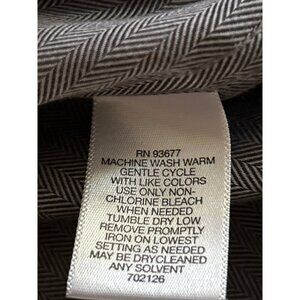 RN 93677
MACHINE WASH WARM
GENTLE CYCLE
WITH LIKE COLORS
USE ONLY NON-
CHLORINE BLEACH
WHEN NEEDED
TUMBLE DRY LOW
REMOVE PROMPTLY
IRON ON LOWEST
SETTING AS NEEDED
MAY BE DRYCLEANED
ANY SOLVENT
702126